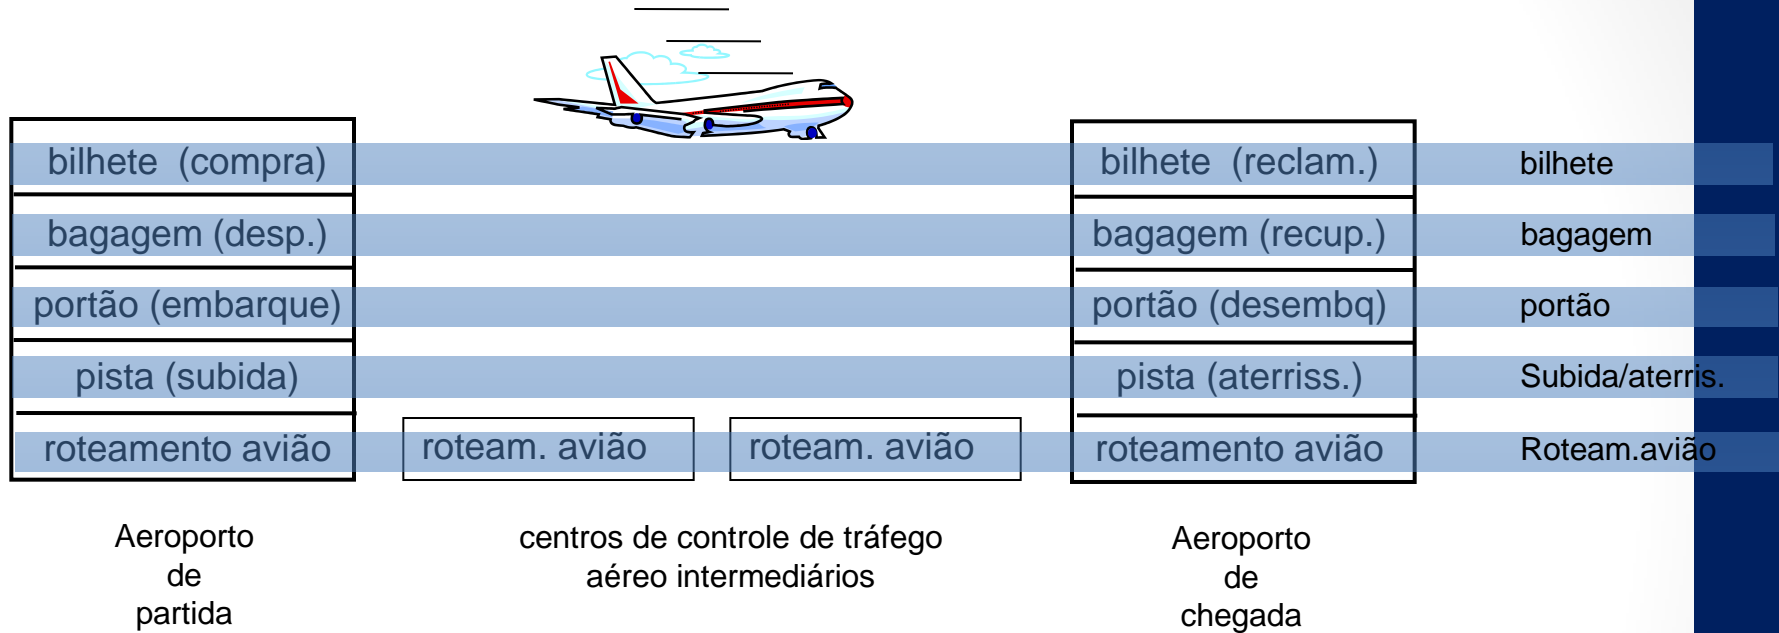 bilhete (compra)
bagagem (desp.)
portão (embarque)
pista (subida)
roteamento avião
roteam. avião
roteam. avião
bilhete (reclam.)
bagagem (recup.)
portão (desembq)
pista (aterriss.)
roteamento avião
bilhete
bagagem
portão
Subida/aterris.
Roteam.avião
Aeroporto
de
partida
centros de controle de tráfego
aéreo intermediários
Aeroporto
de
chegada